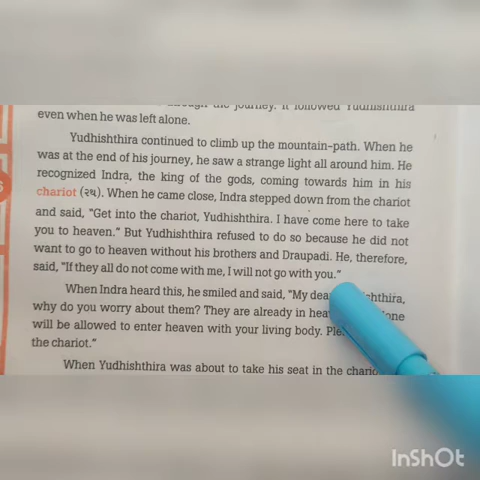 the journey. It followed Yudhishthira
even when he was left alone.
Yudhishthira continued to climb up the mountain-path. When he
was at the end of his journey, he saw a strange light all around him. He
recognized Indra, the king of the gods, coming towards him in his
chariot (રથ). When he came close, Indra stepped down from the chariot
and said, "Get into the chariot, Yudhishthira. I have come here to take
you to heaven." But Yudhishthira refused to do so because he did not
want to go to heaven without his brothers and Draupadi. He, therefore,
said, "If they all do not come with me, I will not go with you."
When Indra heard this, he smiled and said, "My
why do you worry about them? They are already in
will be allowed to enter heaven with your living body.
the chariot."
When Yudhishthira was about to take his seat in the
InShOt